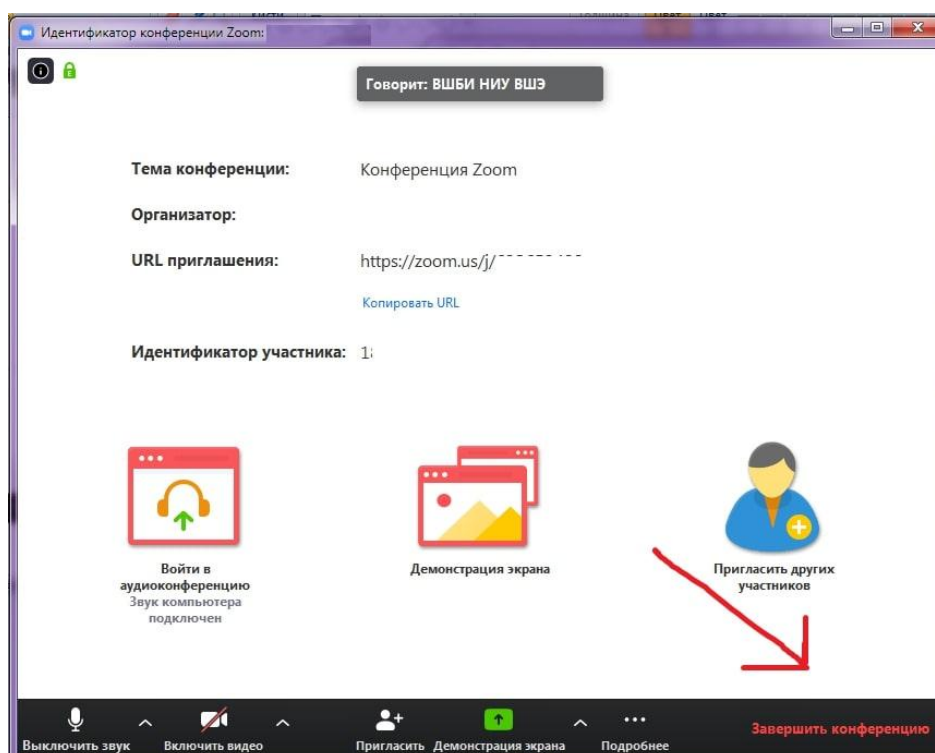 Идентификатор конференции Zoom:
Говорит: ВШБИ НИУ ВШЭ
Тема конференции: Конференция Zoom
Организатор:
URL приглашения: https://zoom.us/j/
Копировать URL
Идентификатор участника: 1
Войти в
аудиоконференцию
Звук компьютера
подключен
Демонстрация экрана
Пригласить других
участников
Выключить звук Включить видео Пригласить Демонстрация экрана Подробнее Завершить конференцию